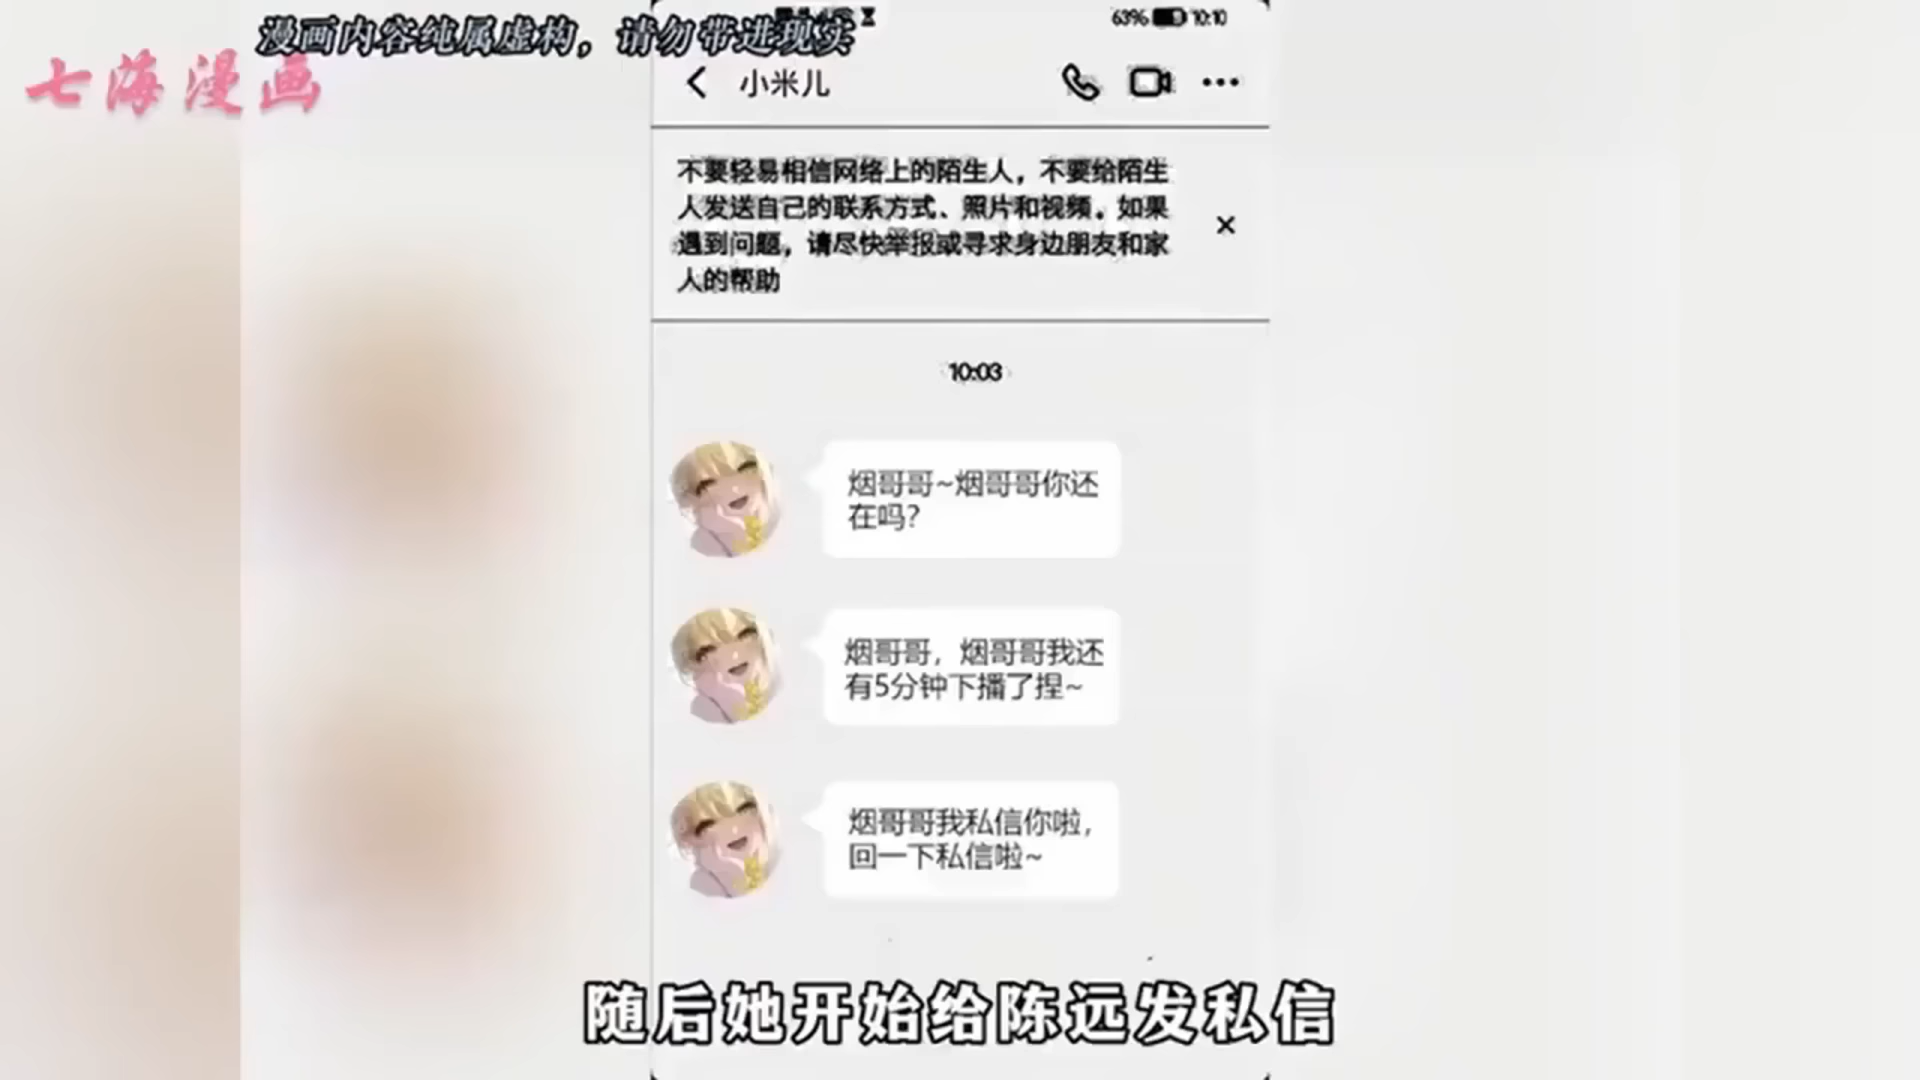 漫画内容纯属虚构，请勿带进现实
七海漫画
63% 10:10
小米儿
不要轻易相信网络上的陌生人，不要给陌生
人发送自己的联系方式、照片和视频。如果
遇到问题，请尽快举报或寻求身边朋友和家
人的帮助
10:03
烟哥哥~烟哥哥你还
在吗?
烟哥哥，烟哥哥我还
有5分钟下播了捏~
烟哥哥我私信你啦，
回一下私信啦~
随后她开始给陈远发私信